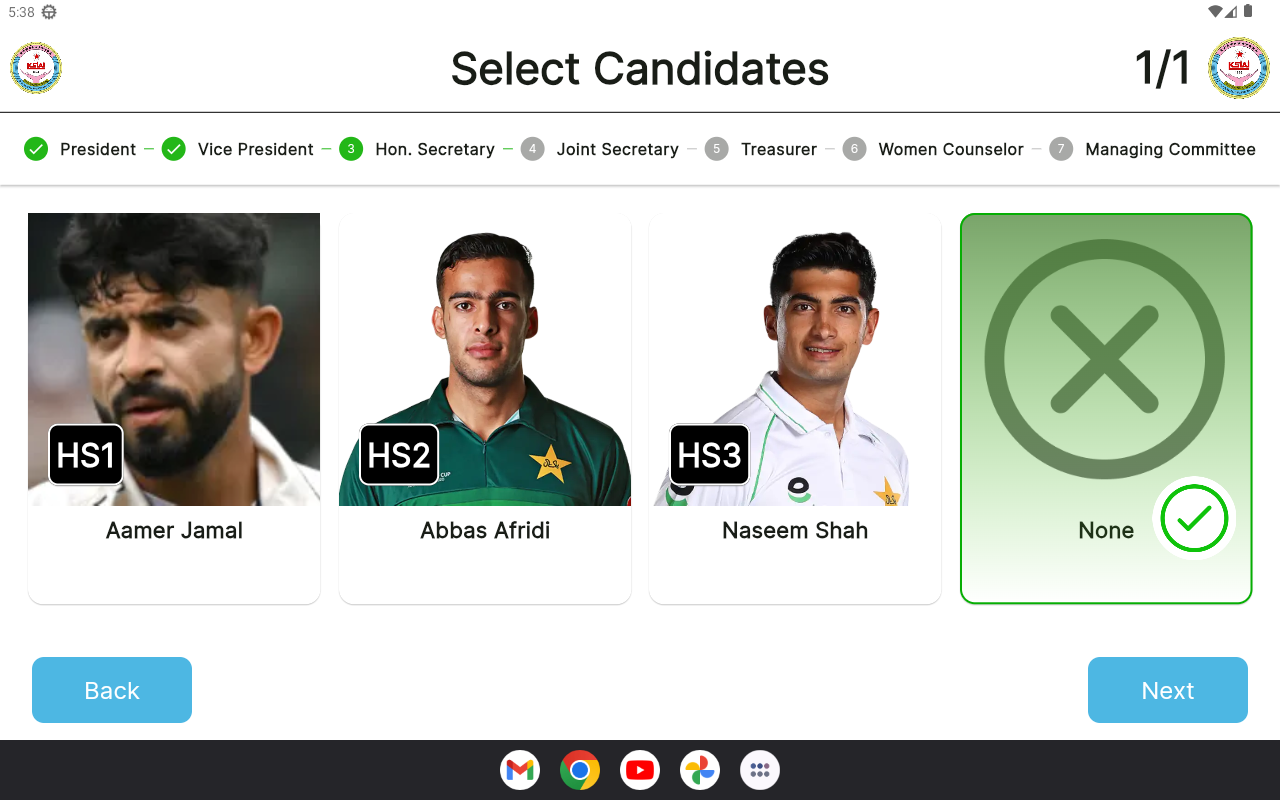 5:38
Select Candidates
1/1
President
Vice President
3 Hon. Secretary
4 Joint Secretary
5 Treasurer
6 Women Counselor
7 Managing Committee
HS1
HS2
HS3
Aamer Jamal
Abbas Afridi
Naseem Shah
None
Back
Next